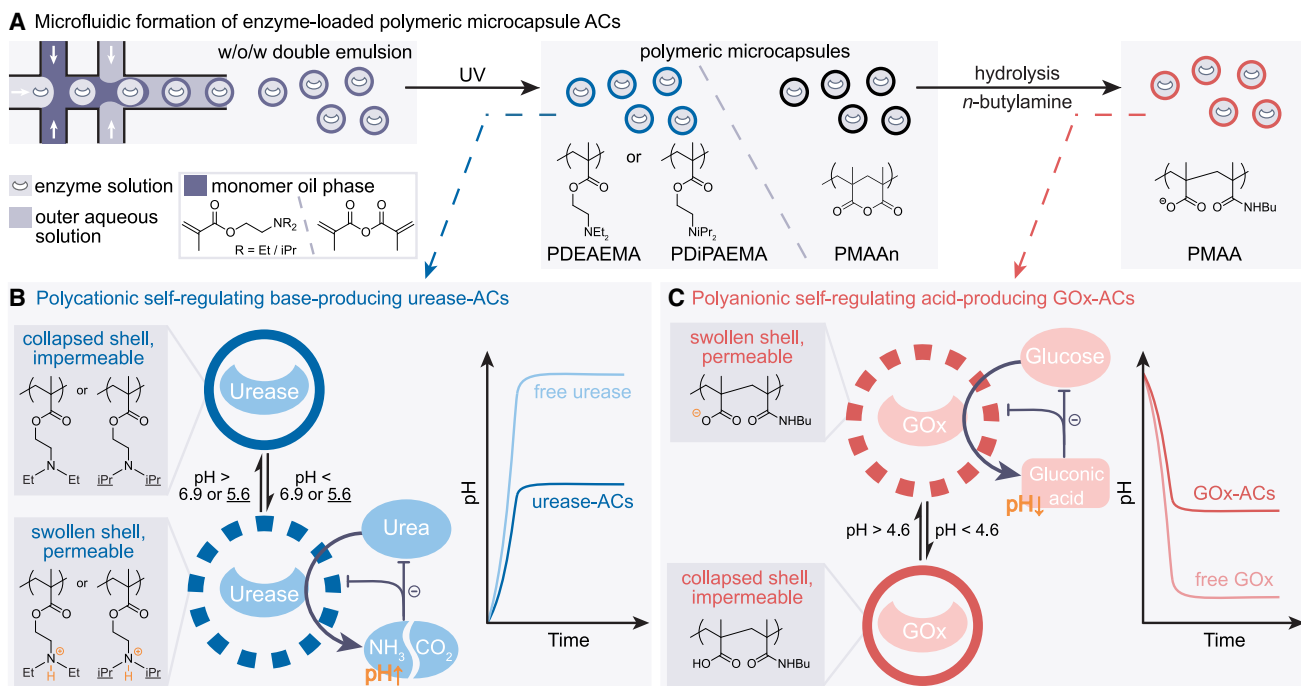 A Microfluidic formation of enzyme-loaded polymeric microcapsule ACs
w/o/w double emulsion
UV
polymeric microcapsules
hydrolysis
n-butylamine
enzyme solution
outer aqueous
solution
monomer oil phase
O
O
NR2
R = Et / iPr
O
O
O
or
O
O
NEt2
PDEAEMA
O
O
NiPr2
PDiPAEMA
O
O
O
PMAAn
⊖
O
O
O
NHBu
PMAA
B Polycationic self-regulating base-producing urease-ACs
collapsed shell,
impermeable
or
O
O
O
O
N
Et
Et
N
iPr
iPr
Urease
pH >
6.9 or 5.6
pH <
6.9 or 5.6
swollen shell,
permeable
or
O
O
O
O
N
⊕
H
Et
Et
N
⊕
H
iPr
iPr
Urease
Urea
⊖
NH3
CO2
pH↑
pH
free urease
urease-ACs
Time
C Polyanionic self-regulating acid-producing GOx-ACs
swollen shell,
permeable
⊖
O
O
O
NHBu
GOx
Glucose
⊖
Gluconic
acid
pH↓
pH > 4.6
pH < 4.6
collapsed shell,
impermeable
HO
O
O
NHBu
GOx
pH
GOx-ACs
free GOx
Time